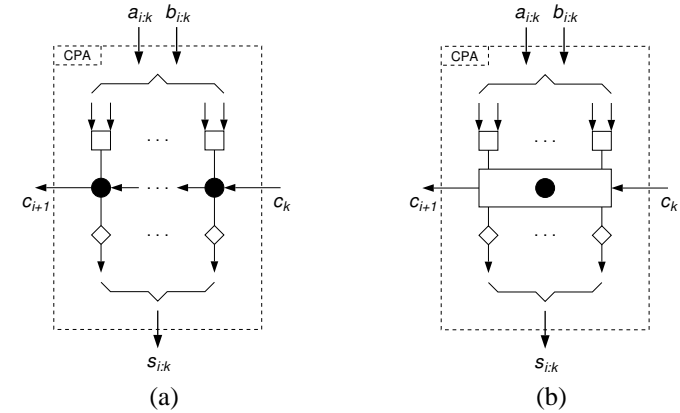 a_{i:k} b_{i:k}
CPA
. . .
c_{i+1} . . . c_k
. . .
s_{i:k}
(a)
a_{i:k} b_{i:k}
CPA
. . .
c_{i+1} c_k
. . .
s_{i:k}
(b)